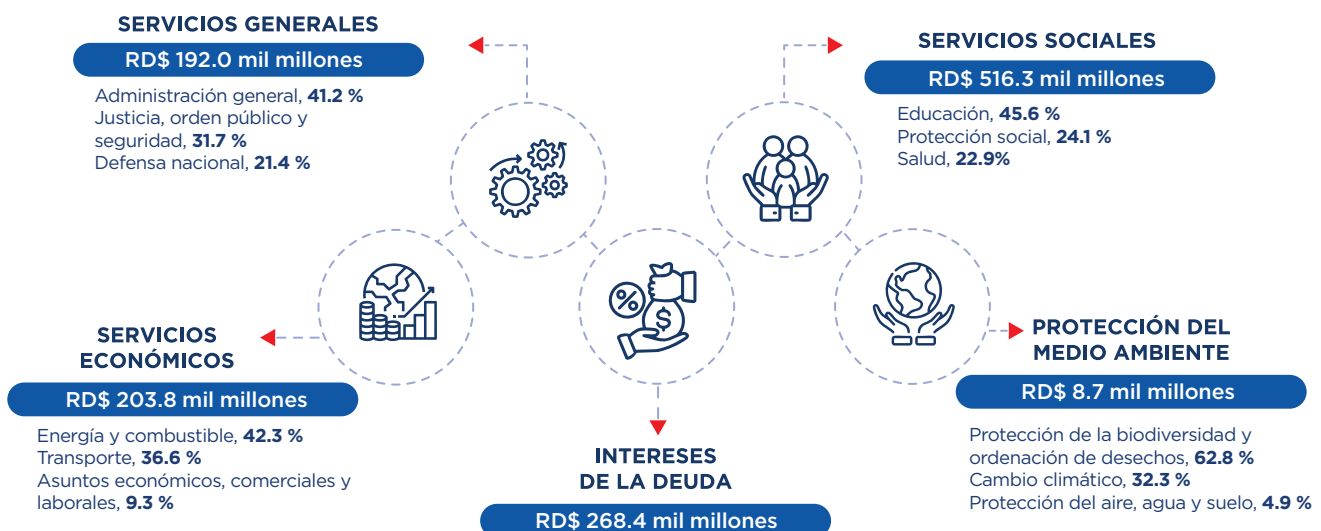 SERVICIOS GENERALES
RD$ 192.0 mil millones
Administración general, 41.2 %
Justicia, orden público y
seguridad, 31.7 %
Defensa nacional, 21.4 %
SERVICIOS SOCIALES
RD$ 516.3 mil millones
Educación, 45.6 %
Protección social, 24.1 %
Salud, 22.9%
SERVICIOS
ECONÓMICOS
RD$ 203.8 mil millones
Energía y combustible, 42.3 %
Transporte, 36.6 %
Asuntos económicos, comerciales y
laborales, 9.3 %
%
$
INTERESES
DE LA DEUDA
RD$ 268.4 mil millones
PROTECCIÓN DEL
MEDIO AMBIENTE
RD$ 8.7 mil millones
Protección de la biodiversidad y
ordenación de desechos, 62.8 %
Cambio climático, 32.3 %
Protección del aire, agua y suelo, 4.9 %